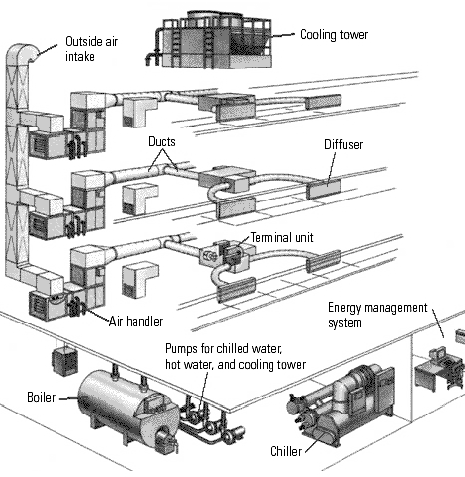 Outside air
intake
Cooling tower
Ducts
Diffuser
Terminal unit
Air handler
Energy management
system
Pumps for chilled water,
hot water, and cooling tower
Boiler
Chiller